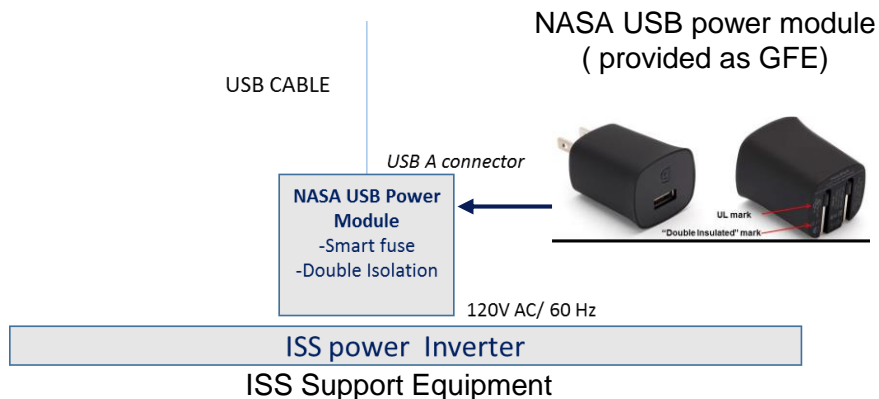 NASA USB power module
( provided as GFE)
USB CABLE
USB A connector
NASA USB Power
Module
-Smart fuse
-Double Isolation
UL mark
"Double Insulated" mark
120V AC/ 60 Hz
ISS power  Inverter
ISS Support Equipment